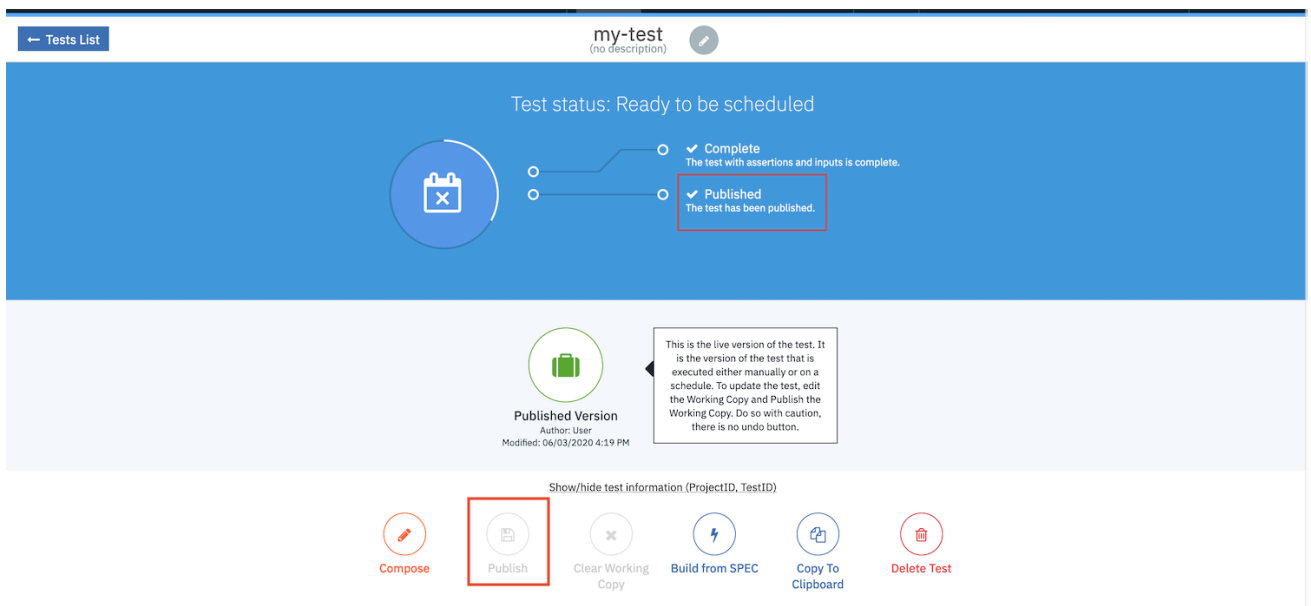 ← Tests List
my-test
(no description)
Test status: Ready to be scheduled
Complete
The test with assertions and inputs is complete.
Published
The test has been published.
This is the live version of the test. It
is the version of the test that is
executed either manually or on a
schedule. To update the test, edit
the Working Copy and Publish the
Working Copy. Do so with caution,
there is no undo button.
Published Version
Author: User
Modified: 06/03/2020 4:19 PM
Show/hide test information (ProjectID, TestID)
Compose
Publish
Clear Working
Copy
Build from SPEC
Copy To
Clipboard
Delete Test